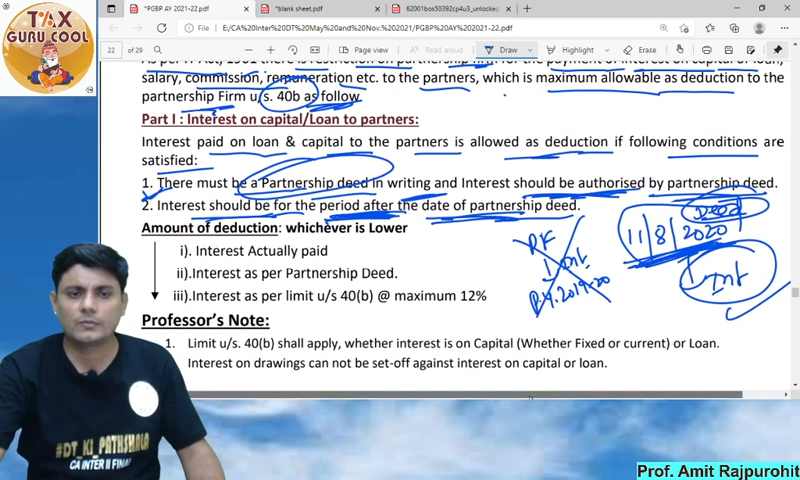 TAX
GURU COOL
*PGBP AY 2021-22.pdf
*blank sheet.pdf
62001bos50392cp4u3_unlocked
E:/CA%20Inter%20DT%20May%20and%20Nov.%202021/PGBP%20AY%202021-22.pdf
22 of 29
Page view
Read aloud
Draw
Highlight
Erase
salary, commission, remuneration etc. to the partners, which is maximum allowable as deduction to the
partnership Firm u/s. 40b as follow
Part I : Interest on capital/Loan to partners:
Interest paid on loan & capital to the partners is allowed as deduction if following conditions are
satisfied:
1. There must be a Partnership deed in writing and Interest should be authorised by partnership deed.
2. Interest should be for the period after the date of partnership deed.
Deed
11/8/2020
Int
PF
Int
P.Y.2019-20
Amount of deduction: whichever is Lower
i). Interest Actually paid
ii).Interest as per Partnership Deed.
iii).Interest as per limit u/s 40(b) @ maximum 12%
Professor's Note:
1. Limit u/s. 40(b) shall apply, whether interest is on Capital (Whether Fixed or current) or Loan.
Interest on drawings can not be set-off against interest on capital or loan.
#DT_KI_PATHSHALA
CA INTER II FINAL
Prof. Amit Rajpurohit